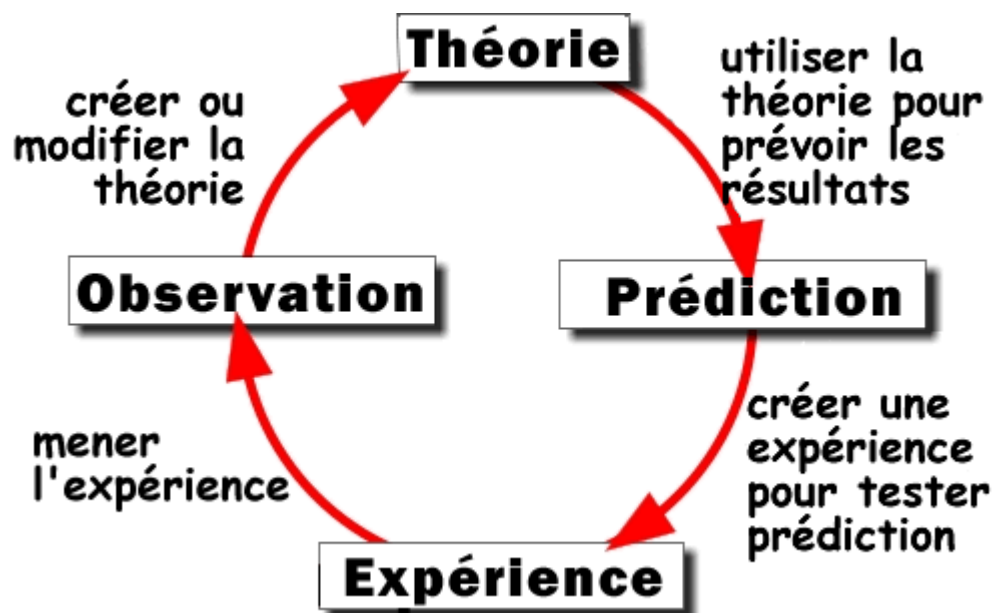 Théorie
utiliser la
théorie pour
prévoir les
résultats
Prédiction
créer une
expérience
pour tester
prédiction
Expérience
mener
l'expérience
Observation
créer ou
modifier la
théorie